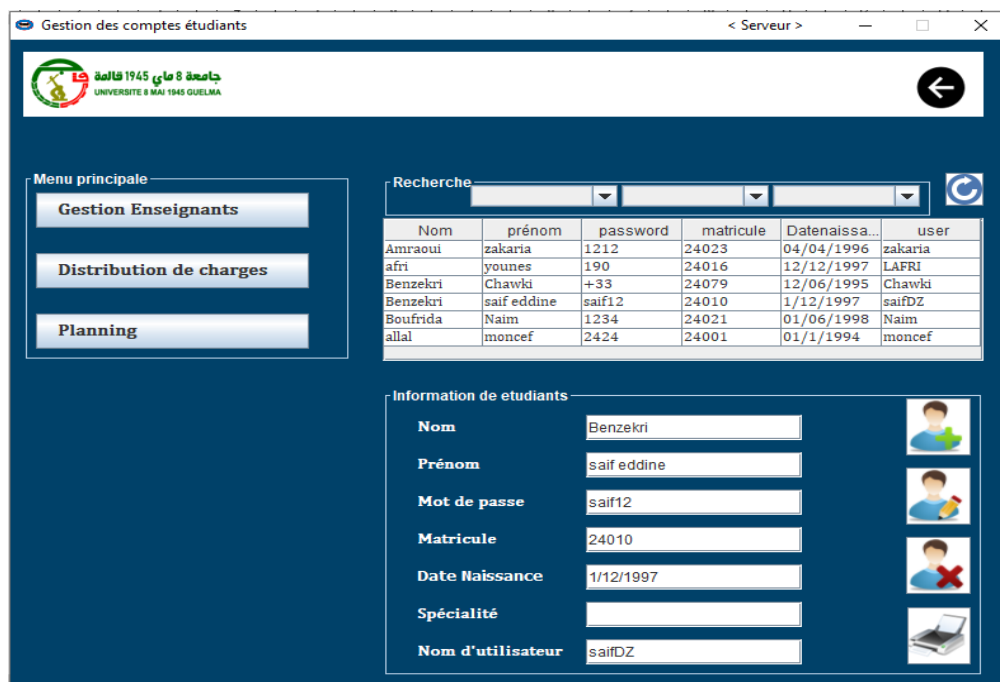 Gestion des comptes étudiants < Serveur >
جامعة 8 ماي 1945 قالمة
UNIVERSITE 8 MAI 1945 GUELMA
Menu principale
Gestion Enseignants
Distribution de charges
Planning
Recherche
Nom prénom password matricule Datenaissa... user
Amraoui zakaria 1212 24023 04/04/1996 zakaria
afri younes 190 24016 12/12/1997 LAFRI
Benzekri Chawki +33 24079 12/06/1995 Chawki
Benzekri saif eddine saif12 24010 1/12/1997 saifDZ
Boufrida Naim 1234 24021 01/06/1998 Naim
allal moncef 2424 24001 01/1/1994 moncef
Information de etudiants
Nom Benzekri
Prénom saif eddine
Mot de passe saif12
Matricule 24010
Date Naissance 1/12/1997
Spécialité
Nom d'utilisateur saifDZ